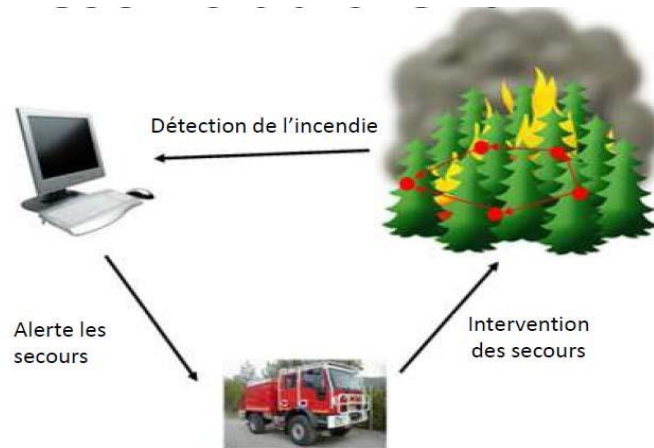 Détection de l’incendie
Alerte les
secours
Intervention
des secours